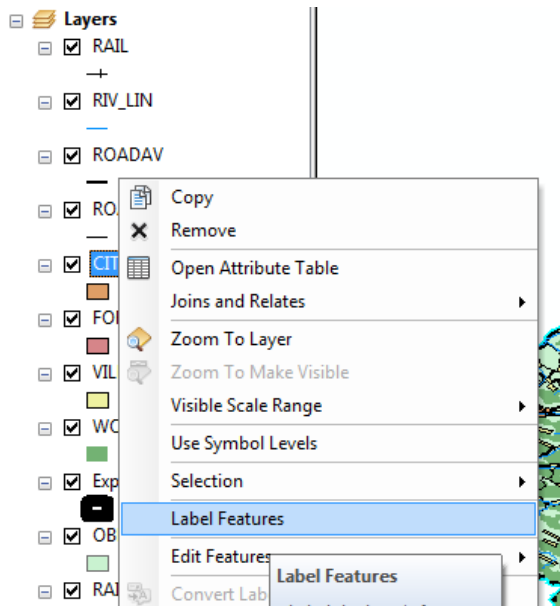 Layers
RAIL
RIV_LIN
ROADAV
Copy
RO
Remove
CIT
Open Attribute Table
Joins and Relates
FO
Zoom To Layer
VIL
Zoom To Make Visible
Visible Scale Range
WO
Use Symbol Levels
Exp
Selection
Label Features
OB
Edit Features
Label Features
RAI
Convert Lab